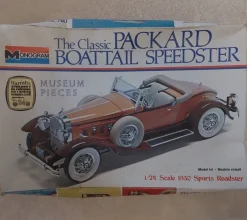 MONOGRAM
The Classic PACKARD
BOATTAIL SPEEDSTER
MUSEUM
PIECES
1:24 Scale 1930 Sports Roadster